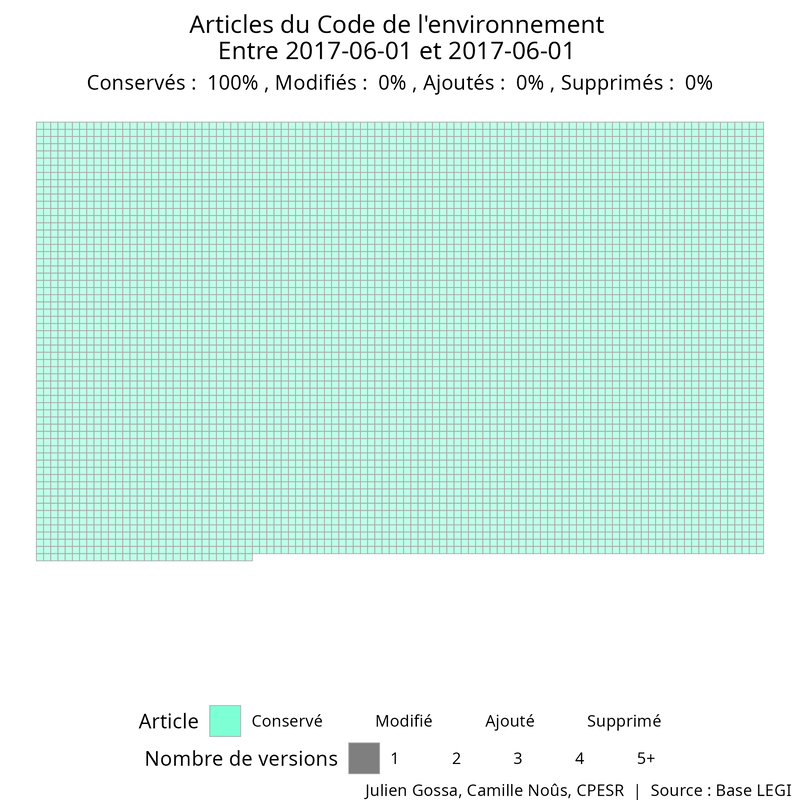 Articles du Code de l'environnement
Entre 2017-06-01 et 2017-06-01
Conservés :  100% , Modifiés :  0% , Ajoutés :  0% , Supprimés :  0%
Article Conservé Modifié Ajouté Supprimé
Nombre de versions 1 2 3 4 5+
Julien Gossa, Camille Noûs, CPESR  |  Source : Base LEGI